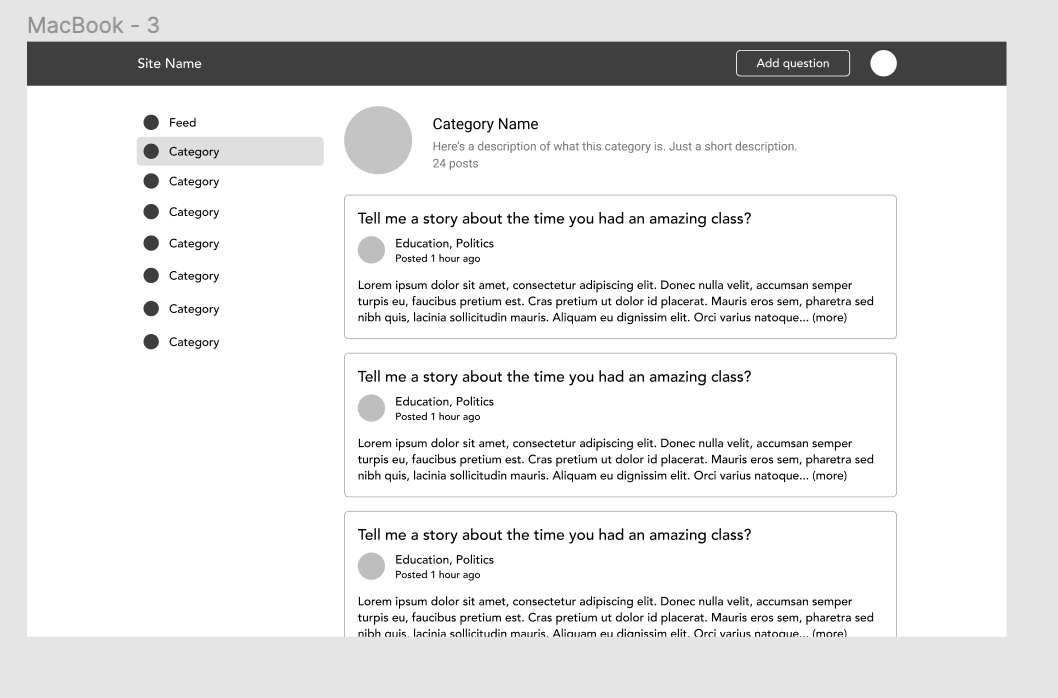 MacBook - 3
Site Name
Add question
Feed
Category
Category
Category
Category
Category
Category
Category
Category Name
Here's a description of what this category is. Just a short description.
24 posts
Tell me a story about the time you had an amazing class?
Education, Politics
Posted 1 hour ago
Lorem ipsum dolor sit amet, consectetur adipiscing elit. Donec nulla velit, accumsan semper
turpis eu, faucibus pretium est. Cras pretium ut dolor id placerat. Mauris eros sem, pharetra sed
nibh quis, lacinia sollicitudin mauris. Aliquam eu dignissim elit. Orci varius natoque... (more)
Tell me a story about the time you had an amazing class?
Education, Politics
Posted 1 hour ago
Lorem ipsum dolor sit amet, consectetur adipiscing elit. Donec nulla velit, accumsan semper
turpis eu, faucibus pretium est. Cras pretium ut dolor id placerat. Mauris eros sem, pharetra sed
nibh quis, lacinia sollicitudin mauris. Aliquam eu dignissim elit. Orci varius natoque... (more)
Tell me a story about the time you had an amazing class?
Education, Politics
Posted 1 hour ago
Lorem ipsum dolor sit amet, consectetur adipiscing elit. Donec nulla velit, accumsan semper
turpis eu, faucibus pretium est. Cras pretium ut dolor id placerat. Mauris eros sem, pharetra sed
nibh quis, lacinia sollicitudin mauris. Aliquam eu dignissim elit. Orci varius natoque... (more)